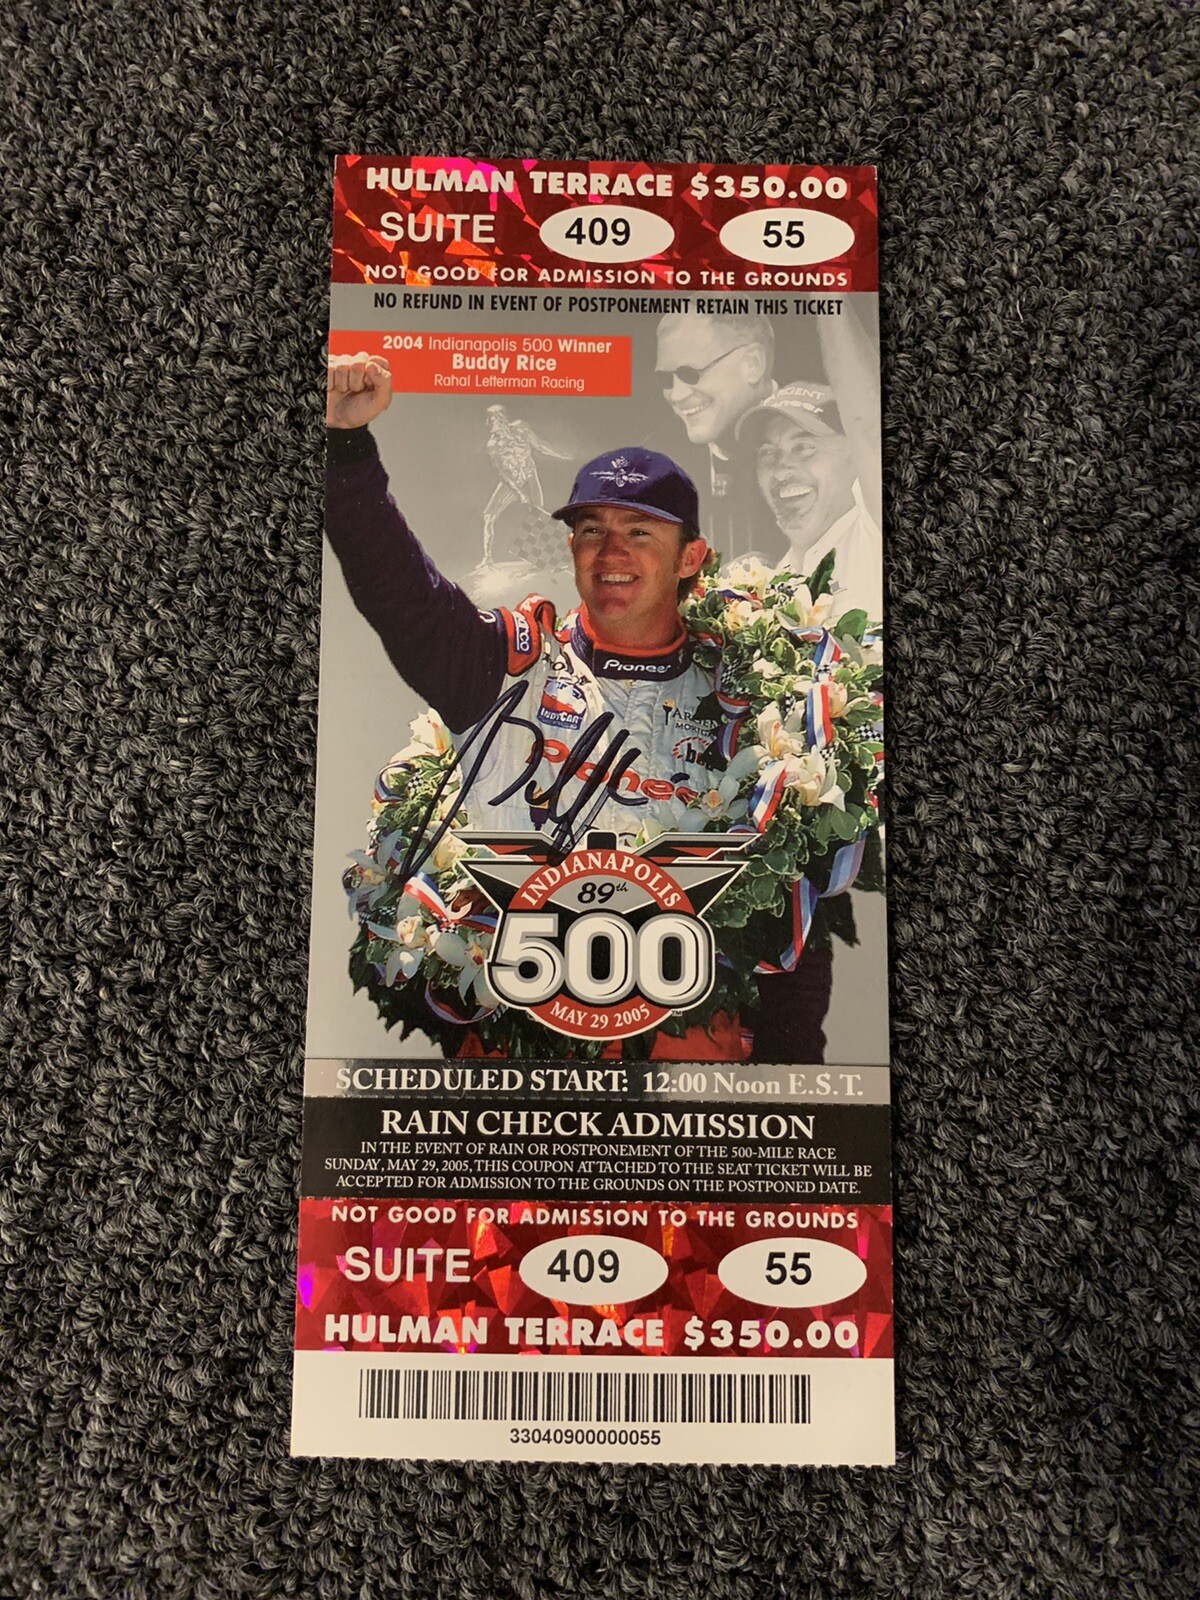 HULMAN TERRACE $350.00
SUITE 409 55
NOT GOOD FOR ADMISSION TO THE GROUNDS
NO REFUND IN EVENT OF POSTPONEMENT RETAIN THIS TICKET
2004 Indianapolis 500 Winner
Buddy Rice
Rahal Letterman Racing
Pioneer
INDYCAR
INDIANAPOLIS
89th
500
MAY 29 2005
SCHEDULED START: 12:00 Noon E.S.T.
RAIN CHECK ADMISSION
IN THE EVENT OF RAIN OR POSTPONEMENT OF THE 500-MILE RACE
SUNDAY, MAY 29, 2005, THIS COUPON ATTACHED TO THE SEAT TICKET WILL BE
ACCEPTED FOR ADMISSION TO THE GROUNDS ON THE POSTPONED DATE.
NOT GOOD FOR ADMISSION TO THE GROUNDS
SUITE 409 55
HULMAN TERRACE $350.00
33040900000055